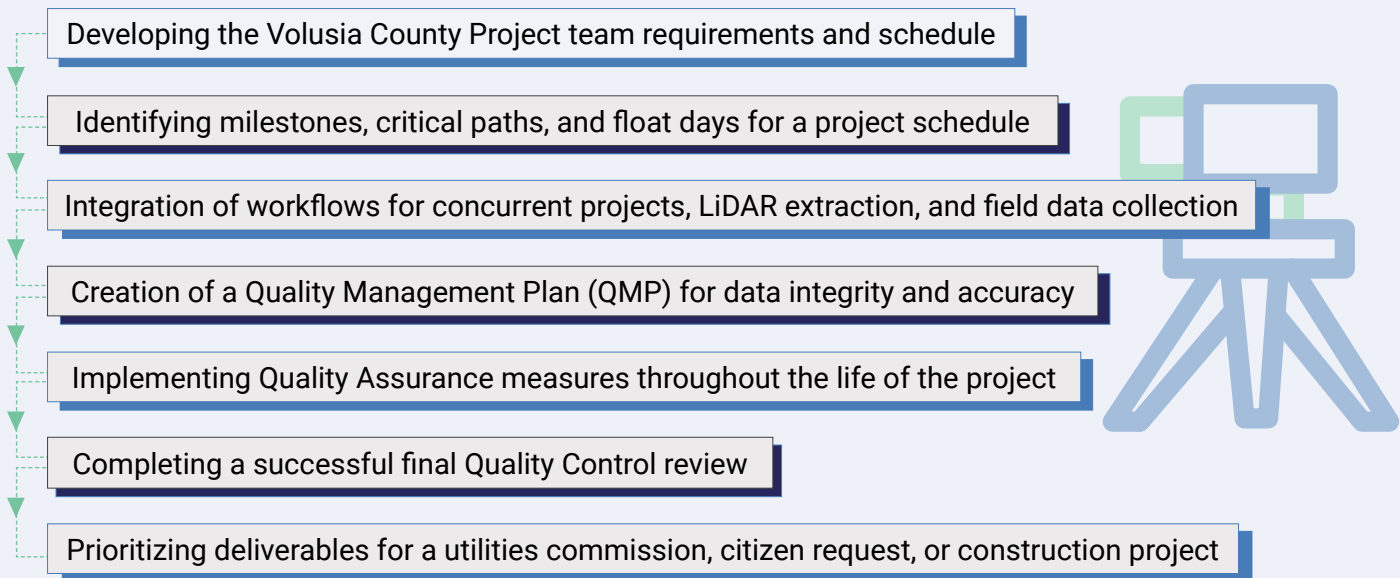 Developing the Volusia County Project team requirements and schedule
Identifying milestones, critical paths, and float days for a project schedule
Integration of workflows for concurrent projects, LiDAR extraction, and field data collection
Creation of a Quality Management Plan (QMP) for data integrity and accuracy
Implementing Quality Assurance measures throughout the life of the project
Completing a successful final Quality Control review
Prioritizing deliverables for a utilities commission, citizen request, or construction project